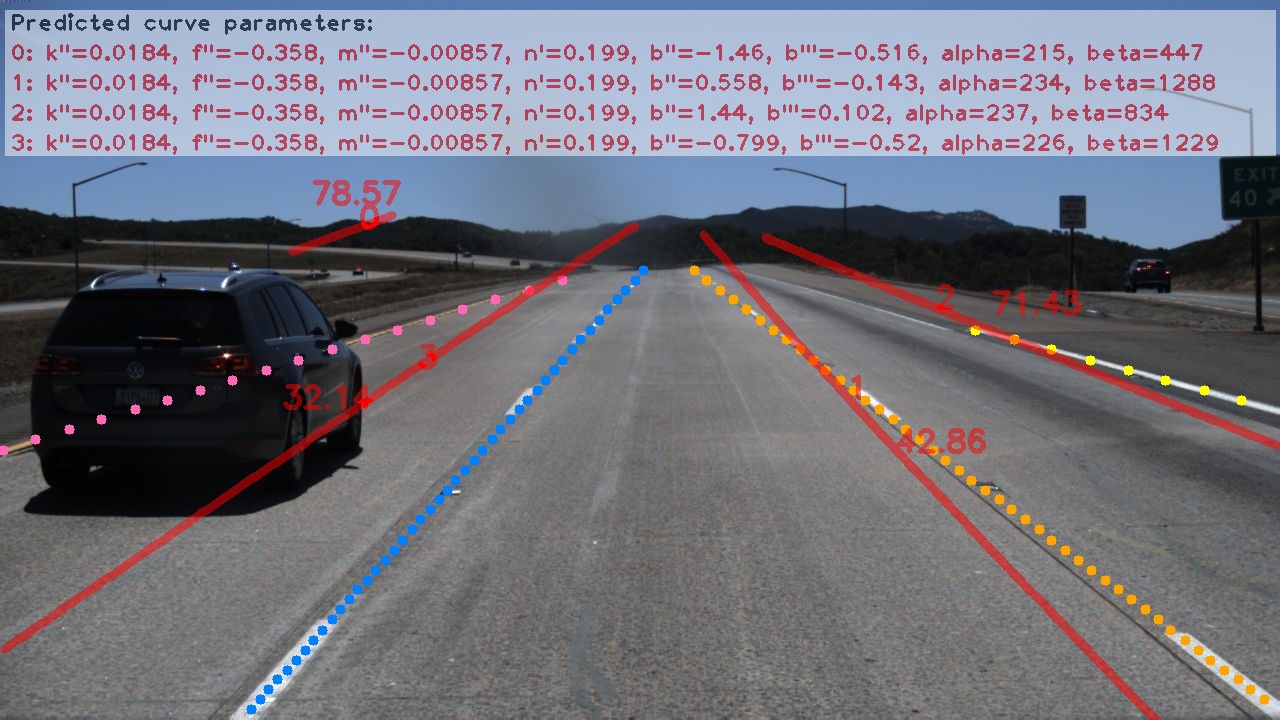 Predicted curve parameters:
0: k''=0.0184, f''=-0.358, m''=-0.00857, n'=0.199, b''=-1.46, b'''=-0.516, alpha=215, beta=447
1: k''=0.0184, f''=-0.358, m''=-0.00857, n'=0.199, b''=0.558, b'''=-0.143, alpha=234, beta=1288
2: k''=0.0184, f''=-0.358, m''=-0.00857, n'=0.199, b''=1.44, b'''=0.102, alpha=237, beta=834
3: k''=0.0184, f''=-0.358, m''=-0.00857, n'=0.199, b''=-0.799, b'''=-0.52, alpha=226, beta=1229
EXIT
40
78.57
0
2 71.43
3
32.14
1
42.86